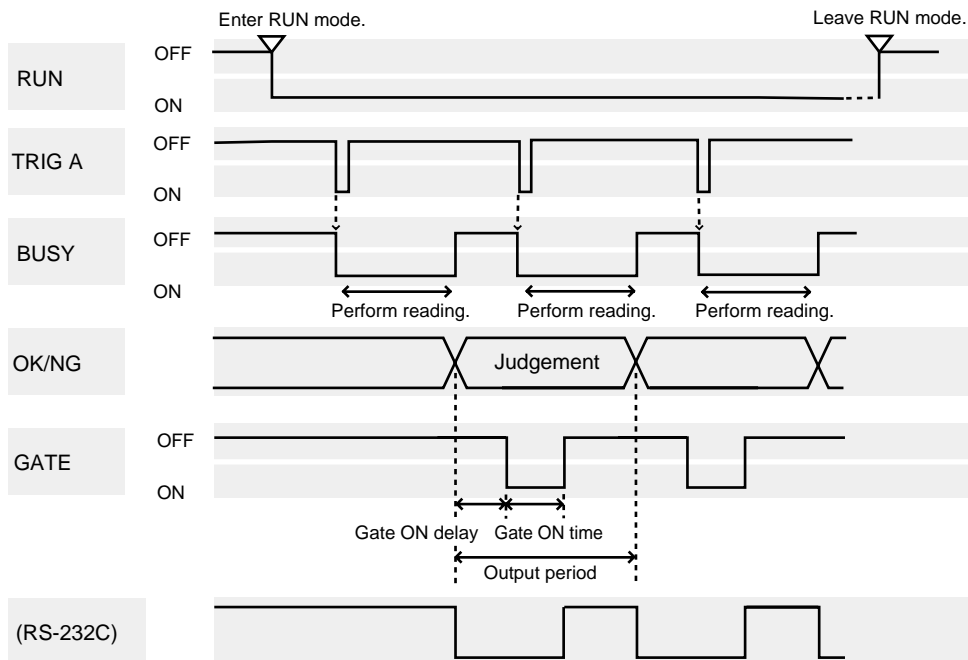 Enter RUN mode.
Leave RUN mode.
OFF
RUN
ON
OFF
TRIG A
ON
OFF
BUSY
ON
Perform reading.
Perform reading.
Perform reading.
OK/NG
Judgement
OFF
GATE
ON
Gate ON delay
Gate ON time
Output period
(RS-232C)